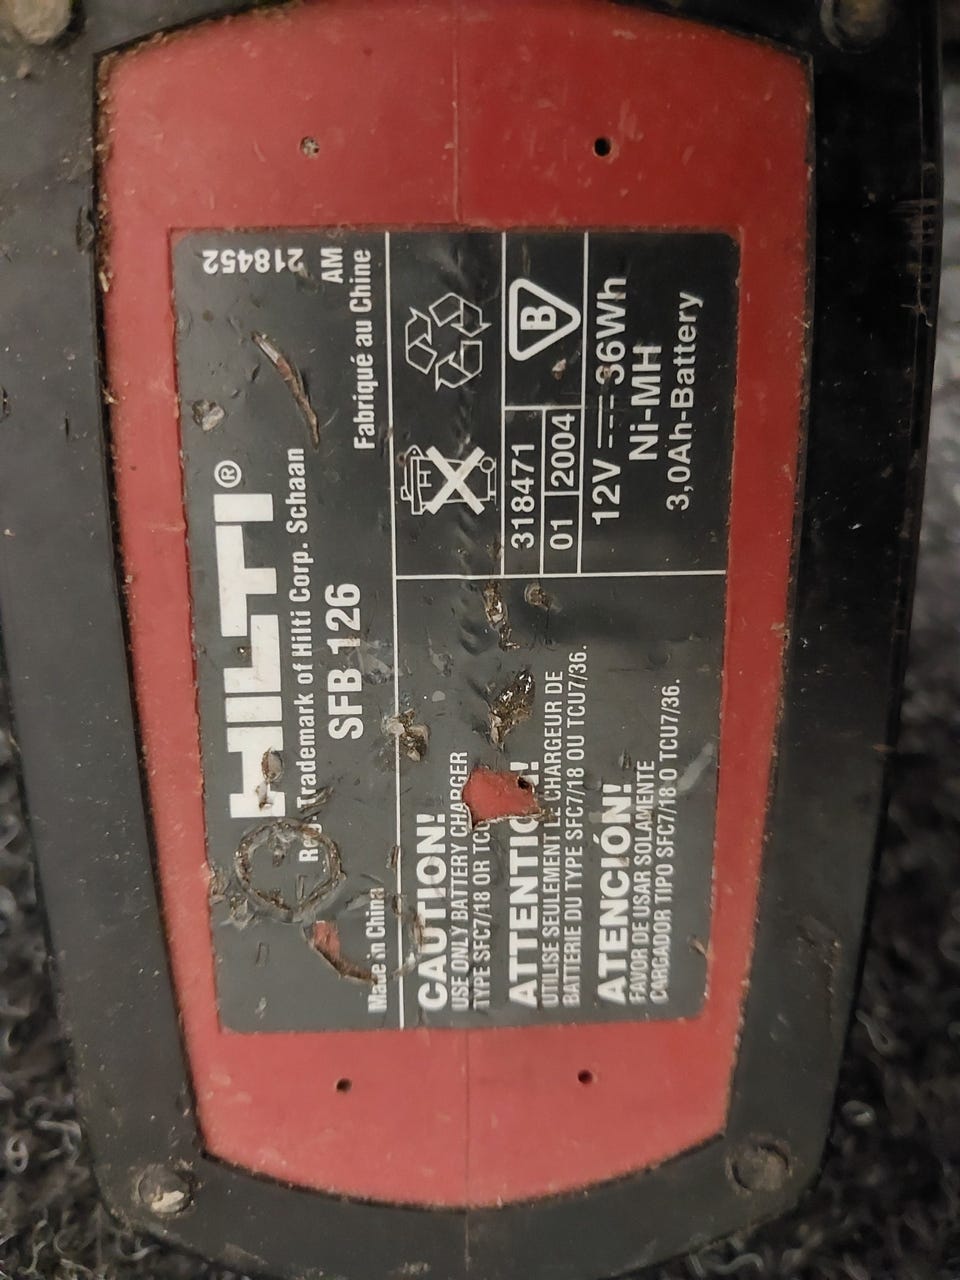 HILTI®
Reg. Trademark of Hilti Corp. Schaan
SFB 126
218452
AM
Made in China
Fabriqué au Chine
CAUTION!
USE ONLY BATTERY CHARGER
TYPE SFC7/18 OR
ATTENTION!
UTILISE SEULEMENT LE CHARGEUR DE
BATTERIE DU TYPE SFC7/18 OU TCU7/36.
ATENCIÓN!
FAVOR DE USAR SOLAMENTE
CARGADOR TIPO SFC7/18 O TCU7/36.
B
318471
01 2004
12V 36Wh
Ni-MH
3,0Ah-Battery